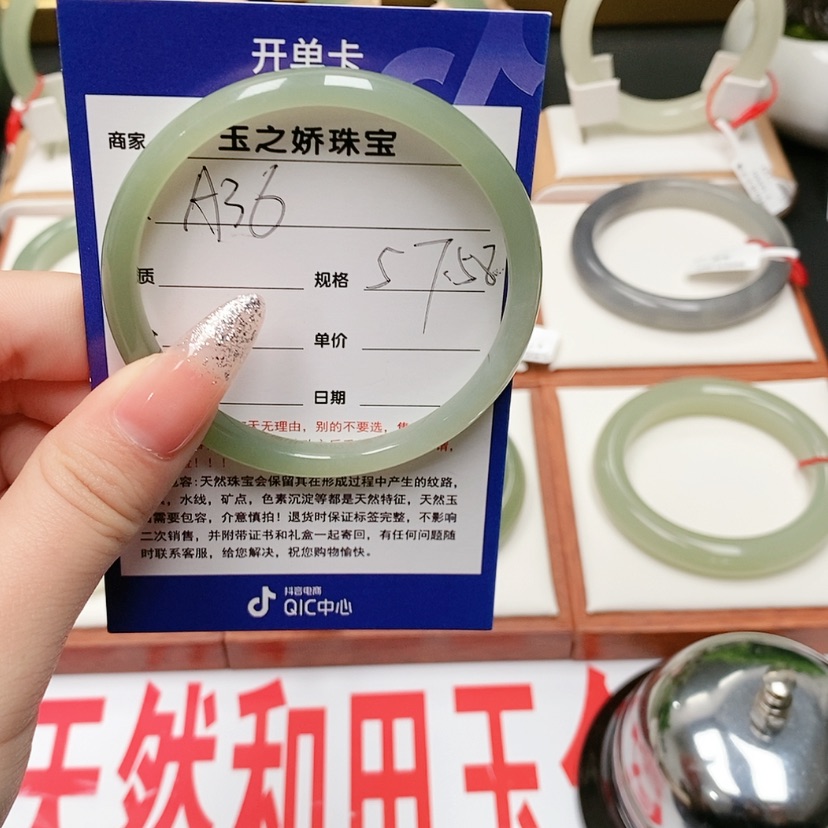 开单卡
商家 玉之娇珠宝
A36
质 规格 5758
单价
日期
天无理由，别的不要选，售
！！！
容：天然珠宝会保留其在形成过程中产生的纹路，
，水线，矿点，色素沉淀等都是天然特征，天然玉
需要包容，介意慎拍！退货时保证标签完整，不影响
二次销售，并附带证书和礼盒一起寄回，有任何问题随
时联系客服，给您解决，祝您购物愉快。
抖音电商
QIC中心
天然和田玉